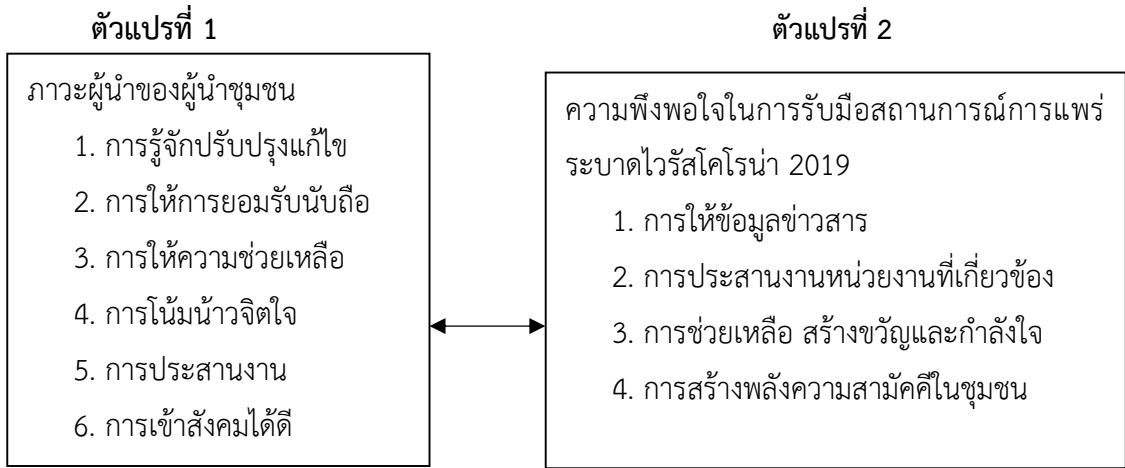 ตัวแปรที่ 1
ภาวะผู้นำของผู้นำชุมชน
1. การรู้จักปรับปรุงแก้ไข
2. การให้การยอมรับนับถือ
3. การให้ความช่วยเหลือ
4. การโน้มน้าวจิตใจ
5. การประสานงาน
6. การเข้าสังคมได้ดี
ตัวแปรที่ 2
ความพึงพอใจในการรับมือสถานการณ์การแพร่
ระบาดไวรัสโคโรน่า 2019
1. การให้ข้อมูลข่าวสาร
2. การประสานงานหน่วยงานที่เกี่ยวข้อง
3. การช่วยเหลือ สร้างขวัญและกำลังใจ
4. การสร้างพลังความสามัคคีในชุมชน